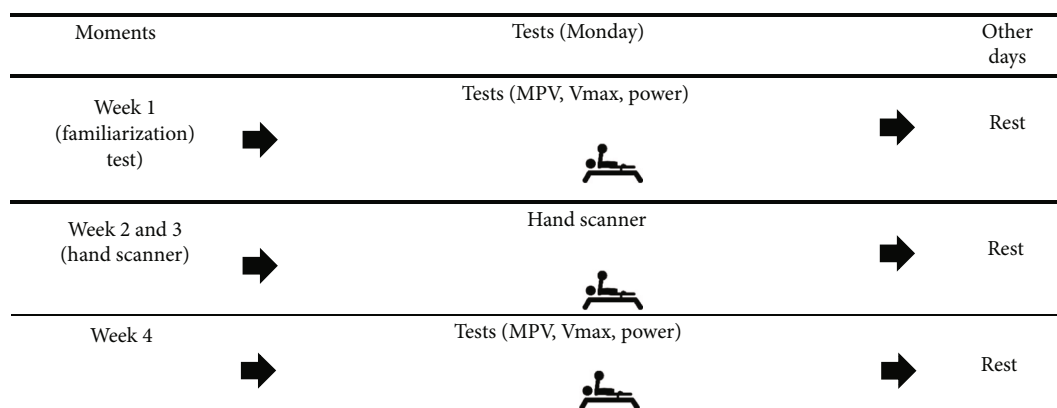 Moments
Tests (Monday)
Other
days
Week 1
(familiarization)
test)
Tests (MPV, Vmax, power)
Rest
Week 2 and 3
(hand scanner)
Hand scanner
Rest
Week 4
Tests (MPV, Vmax, power)
Rest